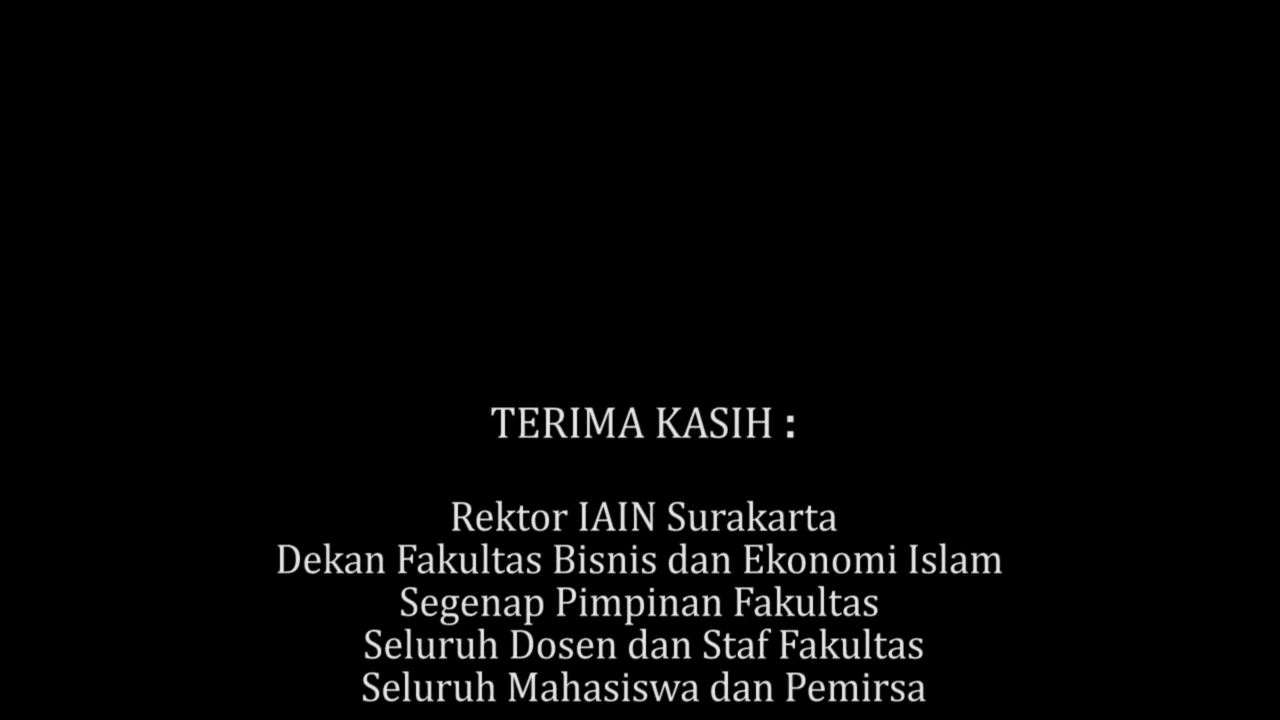 TERIMA KASIH :
Rektor IAIN Surakarta
Dekan Fakultas Bisnis dan Ekonomi Islam
Segenap Pimpinan Fakultas
Seluruh Dosen dan Staf Fakultas
Seluruh Mahasiswa dan Pemirsa